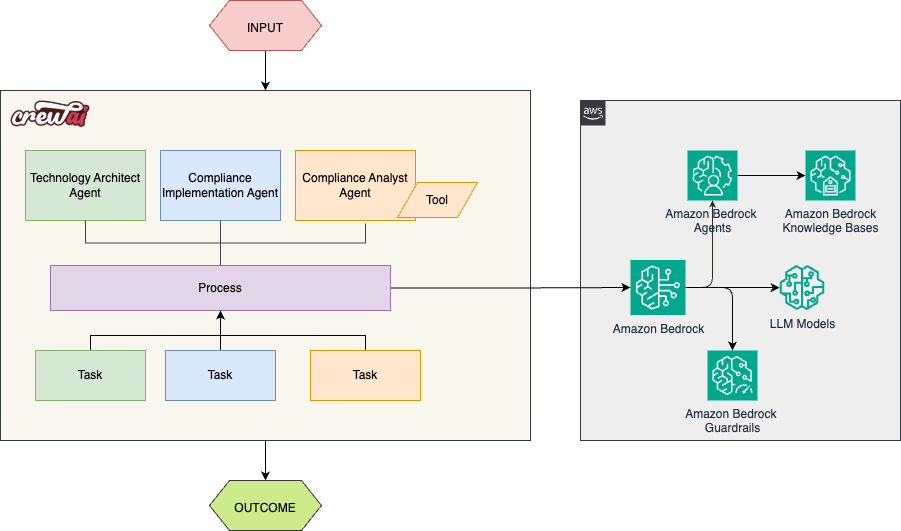 INPUT
crewai
aws
Technology Architect
Agent
Compliance
Implementation Agent
Compliance Analyst
Agent
Tool
Amazon Bedrock
Agents
Amazon Bedrock
Knowledge Bases
Process
Amazon Bedrock
LLM Models
Task
Task
Task
Amazon Bedrock
Guardrails
OUTCOME